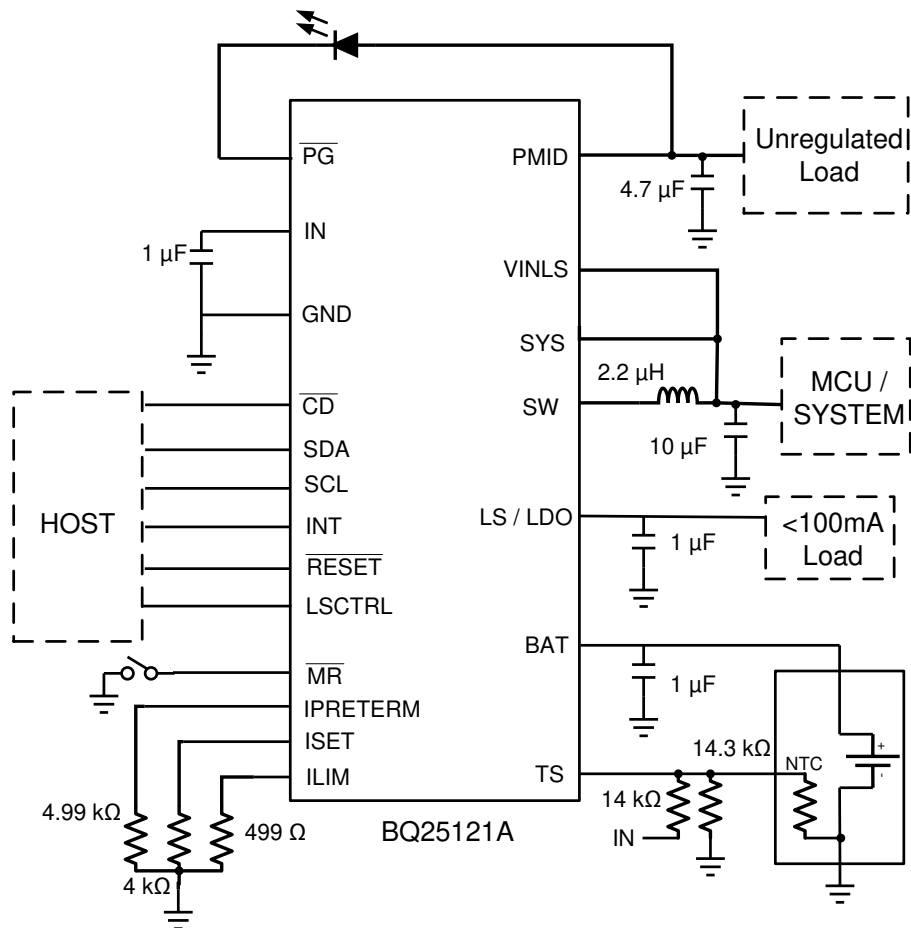 PG
PMID
Unregulated
Load
4.7 µF
IN
1 µF
VINLS
GND
SYS
2.2 µH
MCU /
SYSTEM
CD
SW
10 µF
SDA
SCL
HOST
INT
LS / LDO
<100mA
Load
1 µF
RESET
LSCTRL
BAT
MR
1 µF
IPRETERM
ISET
14.3 kΩ
NTC
+
-
ILIM
TS
4.99 kΩ
499 Ω
14 kΩ
BQ25121A
IN
4 kΩ